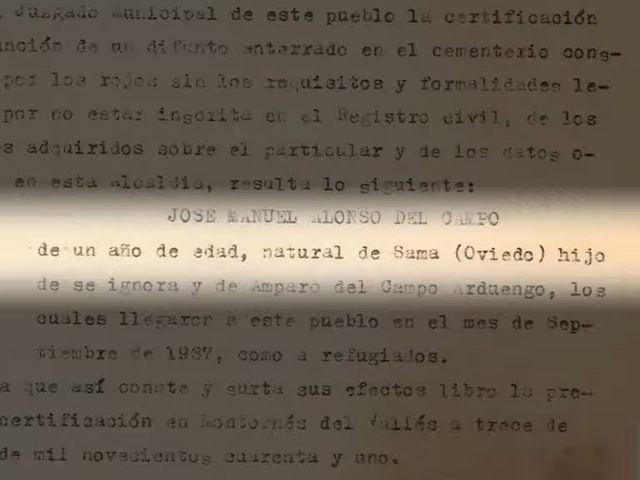 Juzgado Municipal de este pueblo la certificación
nción de un difunto enterrado en el cementerio cons-
por los rojos sin los requisitos y formalidades le-
por no estar inscrita en el Registro civil, de los
s adquiridos sobre el particular y de los datos o-
en esta Alcaldia, resulta lo siguiente:
JOSE MANUEL ALONSO DEL CAMPO
de un año de edad, natural de Sama (Oviedo) hijo
de se ignora y de Amparo del Campo Arduengo, los
cuales llegaron a este pueblo en el mes de Sep-
tiembre de 1937, como a refugiados.
a que así conste y surta sus efectos libro la pre-
certificación en Montornés del Vallés a trece de
de mil novecientos cuarenta y uno.